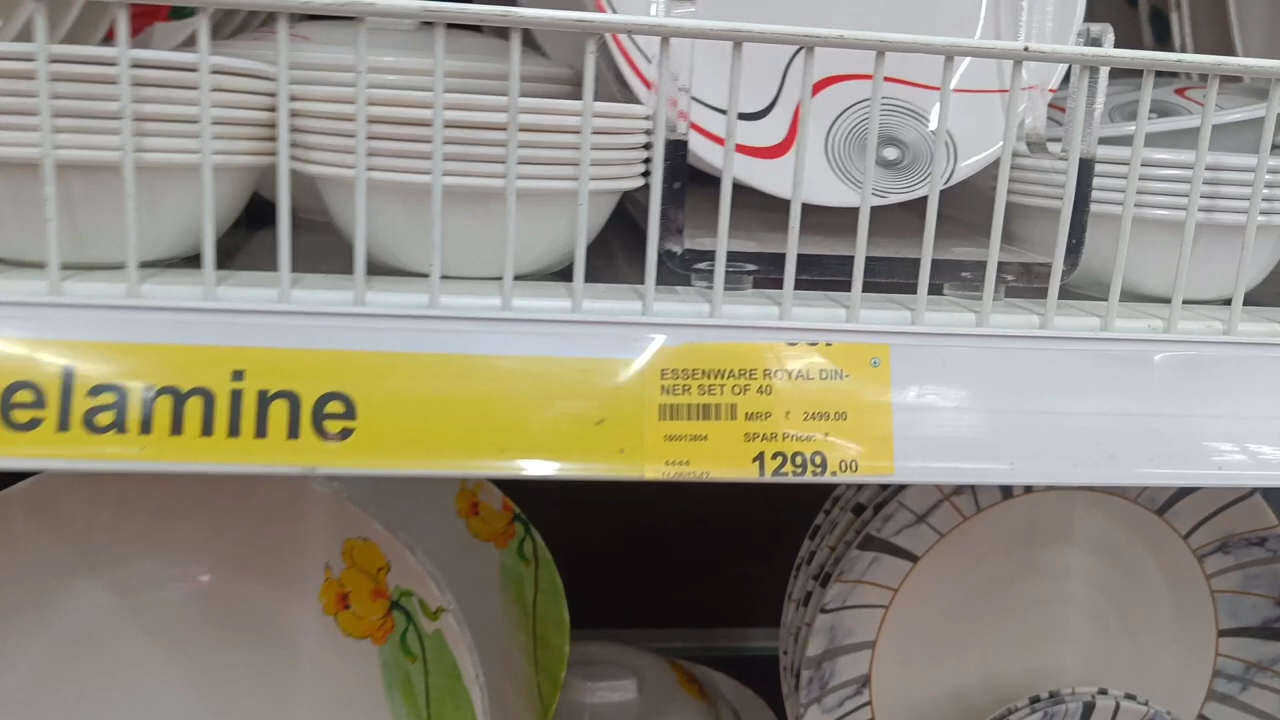 elamine
ESSENWARE ROYAL DIN-
NER SET OF 40
MRP ₹ 2499.00
SPAR Price: ₹
1299.00